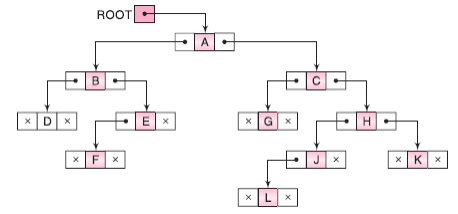 ROOT
A
B C
× D × E × × G × H
× F × J × × K ×
× L ×